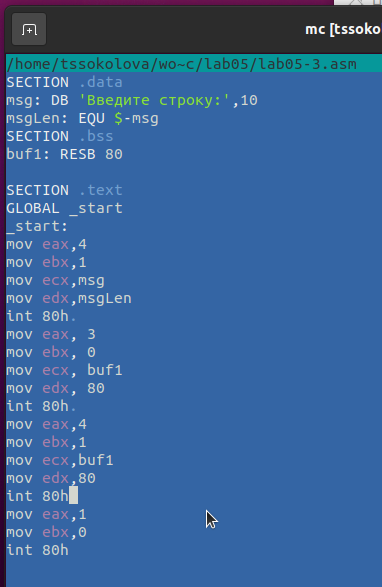 mc [tssoko
/home/tssokolova/wo~c/lab05/lab05-3.asm
SECTION .data
msg: DB 'Введите строку:',10
msgLen: EQU $-msg
SECTION .bss
buf1: RESB 80
SECTION .text
GLOBAL _start
_start:
mov eax,4
mov ebx,1
mov ecx,msg
mov edx,msgLen
int 80h.
mov eax, 3
mov ebx, 0
mov ecx, buf1
mov edx, 80
int 80h.
mov eax,4
mov ebx,1
mov ecx,buf1
mov edx,80
int 80h
mov eax,1
mov ebx,0
int 80h